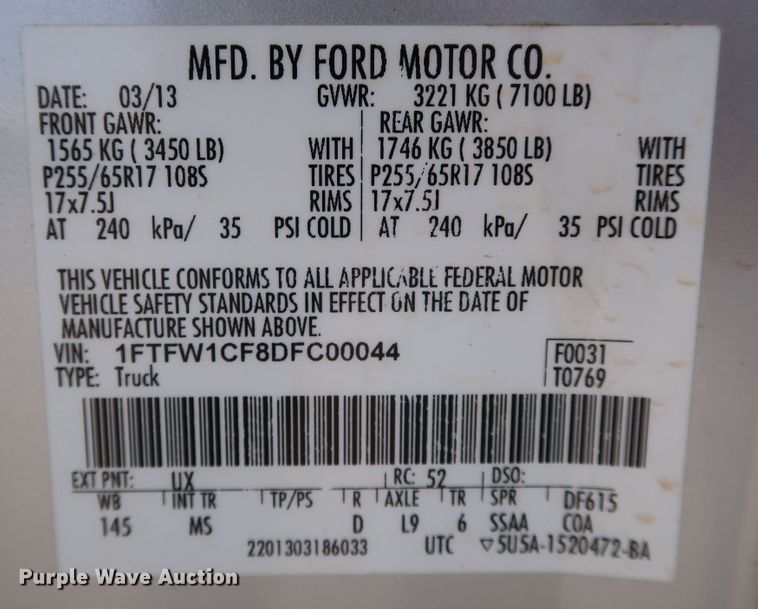 MFD. BY FORD MOTOR CO.
DATE: 03/13 GVWR: 3221 KG ( 7100 LB)
FRONT GAWR: REAR GAWR:
1565 KG ( 3450 LB) WITH 1746 KG ( 3850 LB) WITH
P255/65R17 108S TIRES P255/65R17 108S TIRES
17x7.5J RIMS 17x7.5J RIMS
AT 240 kPa/ 35 PSI COLD AT 240 kPa/ 35 PSI COLD
THIS VEHICLE CONFORMS TO ALL APPLICABLE FEDERAL MOTOR
VEHICLE SAFETY STANDARDS IN EFFECT ON THE DATE OF
MANUFACTURE SHOWN ABOVE.
VIN: 1FTFW1CF8DFC00044 F0031
TYPE: Truck T0769
EXT PNT: UX RC: 52 DSO:
WB INT TR TP/PS R AXLE TR SPR DF615
145 MS D L9 6 SSAA COA
2201303186033 UTC ▽5U5A-1520472-BA
Purple Wave Auction